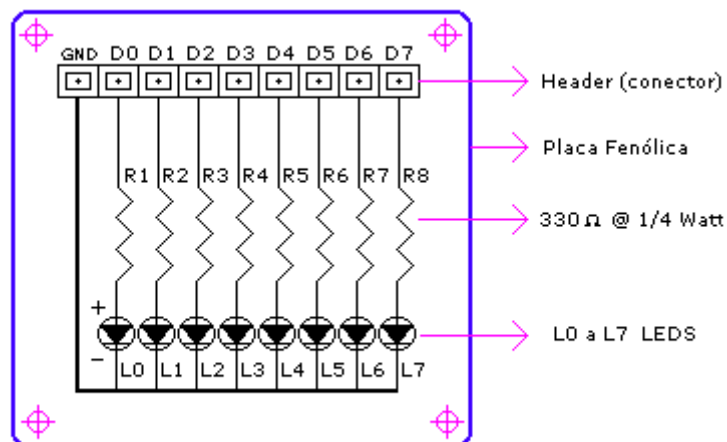 GND D0 D1 D2 D3 D4 D5 D6 D7
Header (conector)
Placa Fenólica
R1 R2 R3 R4 R5 R6 R7 R8
330Ω @ 1/4 Watt
+
L0 a L7 LEDS
−
L0 L1 L2 L3 L4 L5 L6 L7